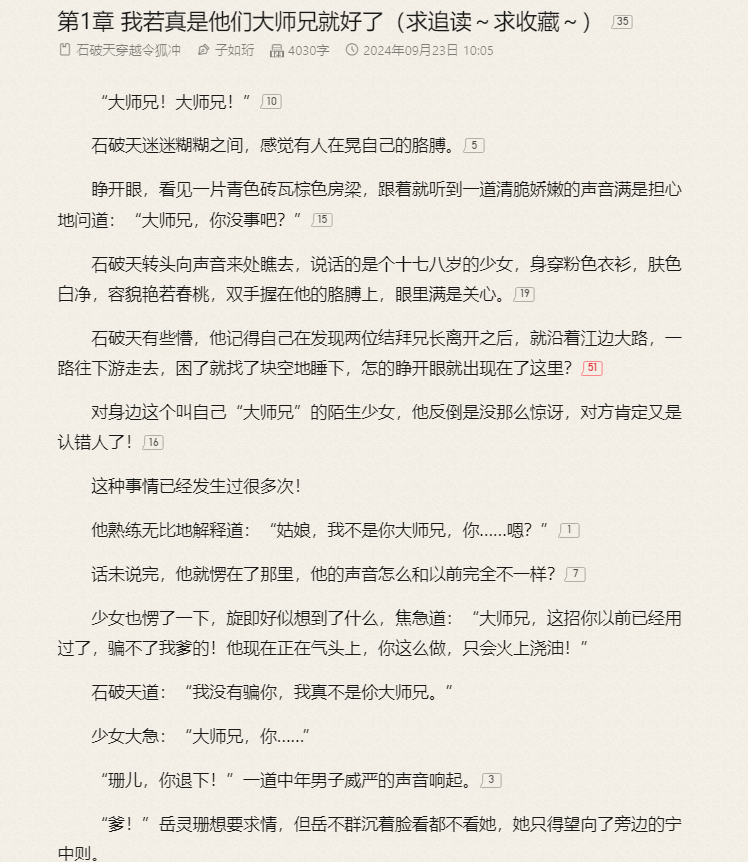 第1章 我若真是他们大师兄就好了（求追读～求收藏～） 35
石破天穿越令狐冲 子如珩 4030字 2024年09月23日 10:05
“大师兄！大师兄！” 10
石破天迷迷糊糊之间，感觉有人在晃自己的胳膊。 5
睁开眼，看见一片青色砖瓦棕色房梁，跟着就听到一道清脆娇嫩的声音满是担心
地问道：“大师兄，你没事吧？” 15
石破天转头向声音来处瞧去，说话的是个十七八岁的少女，身穿粉色衣衫，肤色
白净，容貌艳若春桃，双手握在他的胳膊上，眼里满是关心。 19
石破天有些懵，他记得自己在发现两位结拜兄长离开之后，就沿着江边大路，一
路往下游走去，困了就找了块空地睡下，怎的睁开眼就出现在了这里？ 51
对身边这个叫自己“大师兄”的陌生少女，他反倒是没那么惊讶，对方肯定又是
认错人了！ 16
这种事情已经发生过很多次！
他熟练无比地解释道：“姑娘，我不是你大师兄，你……嗯？” 1
话未说完，他就愣在了那里，他的声音怎么和以前完全不一样？ 7
少女也愣了一下，旋即好似想到了什么，焦急道：“大师兄，这招你以前已经用
过了，骗不了我爹的！他现在正在气头上，你这么做，只会火上浇油！”
石破天道：“我没有骗你，我真不是伱大师兄。“
少女大急：“大师兄，你……”
“珊儿，你退下！”一道中年男子威严的声音响起。 3
“爹！”岳灵珊想要求情，但岳不群沉着脸看都不看她，她只得望向了旁边的宁
中则。